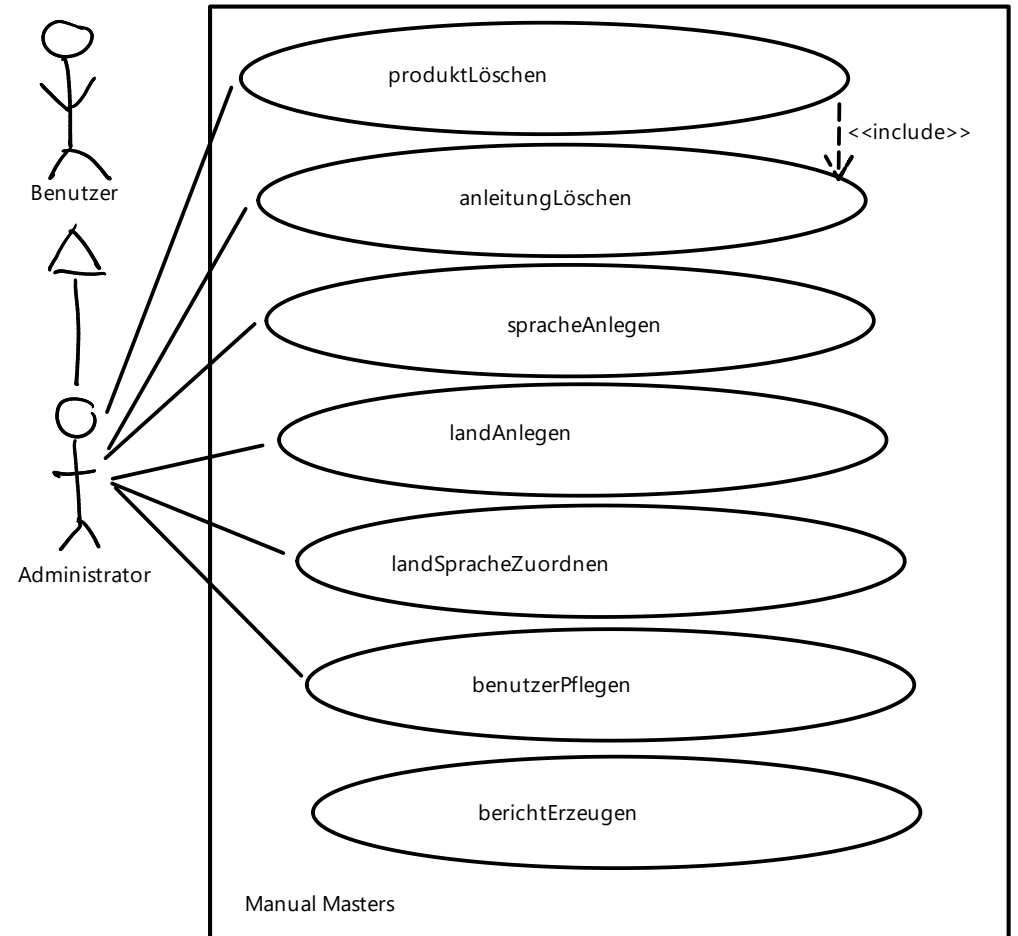 produktLöschen
<<include>>
Benutzer
anleitungLöschen
spracheAnlegen
landAnlegen
landSpracheZuordnen
Administrator
benutzerPflegen
berichtErzeugen
Manual Masters